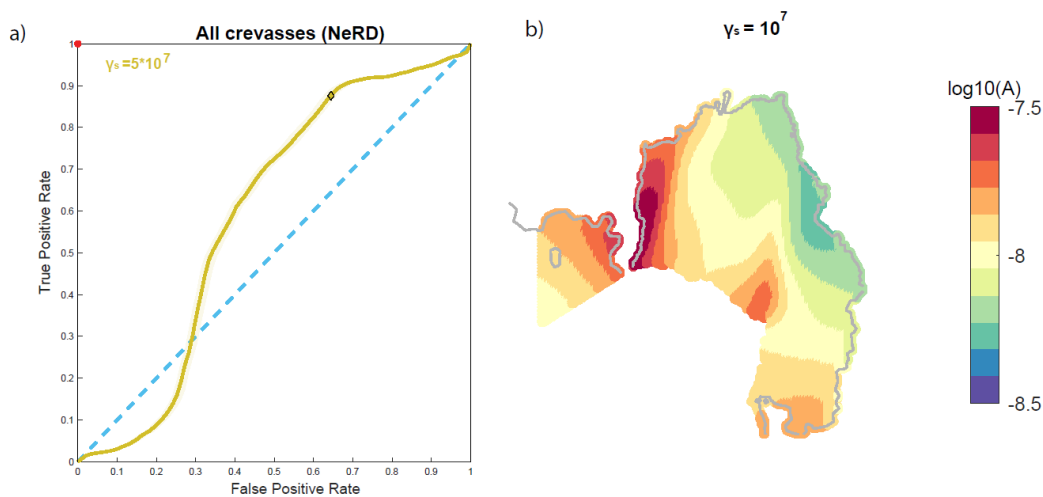 a)
All crevasses (NeRD)
γs =5*10^7
1
0.9
0.8
0.7
0.6
0.5
0.4
0.3
0.2
0.1
0
True Positive Rate
0 0.1 0.2 0.3 0.4 0.5 0.6 0.7 0.8 0.9 1
False Positive Rate
b)
γs = 10^7
log10(A)
-7.5
-8
-8.5